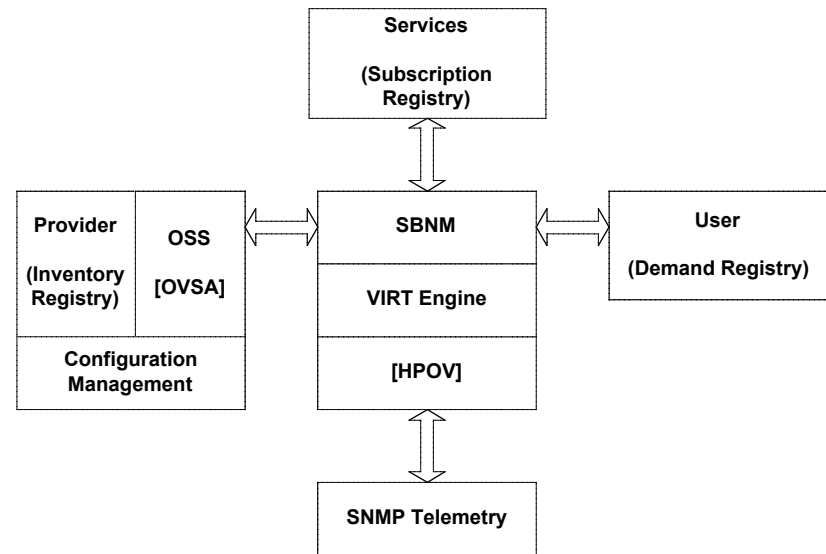 Services
(Subscription
Registry)
Provider
(Inventory
Registry)
OSS
[OVSA]
Configuration
Management
SBNM
VIRT Engine
[HPOV]
User
(Demand Registry)
SNMP Telemetry